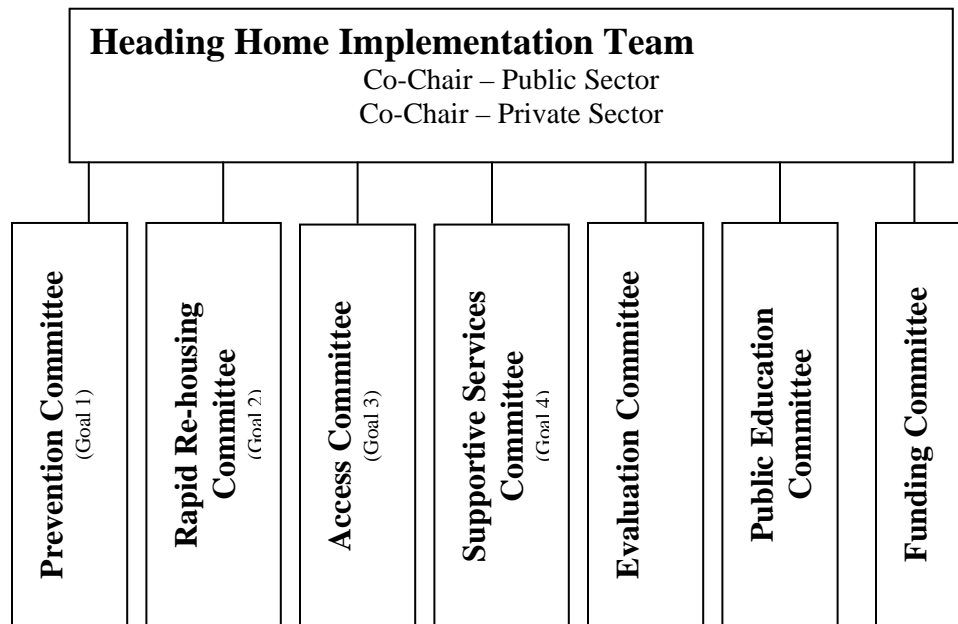 Heading Home Implementation Team
Co-Chair – Public Sector
Co-Chair – Private Sector
Prevention Committee
(Goal 1)
Rapid Re-housing
Committee
(Goal 2)
Access Committee
(Goal 3)
Supportive Services
Committee
(Goal 4)
Evaluation Committee
Public Education
Committee
Funding Committee